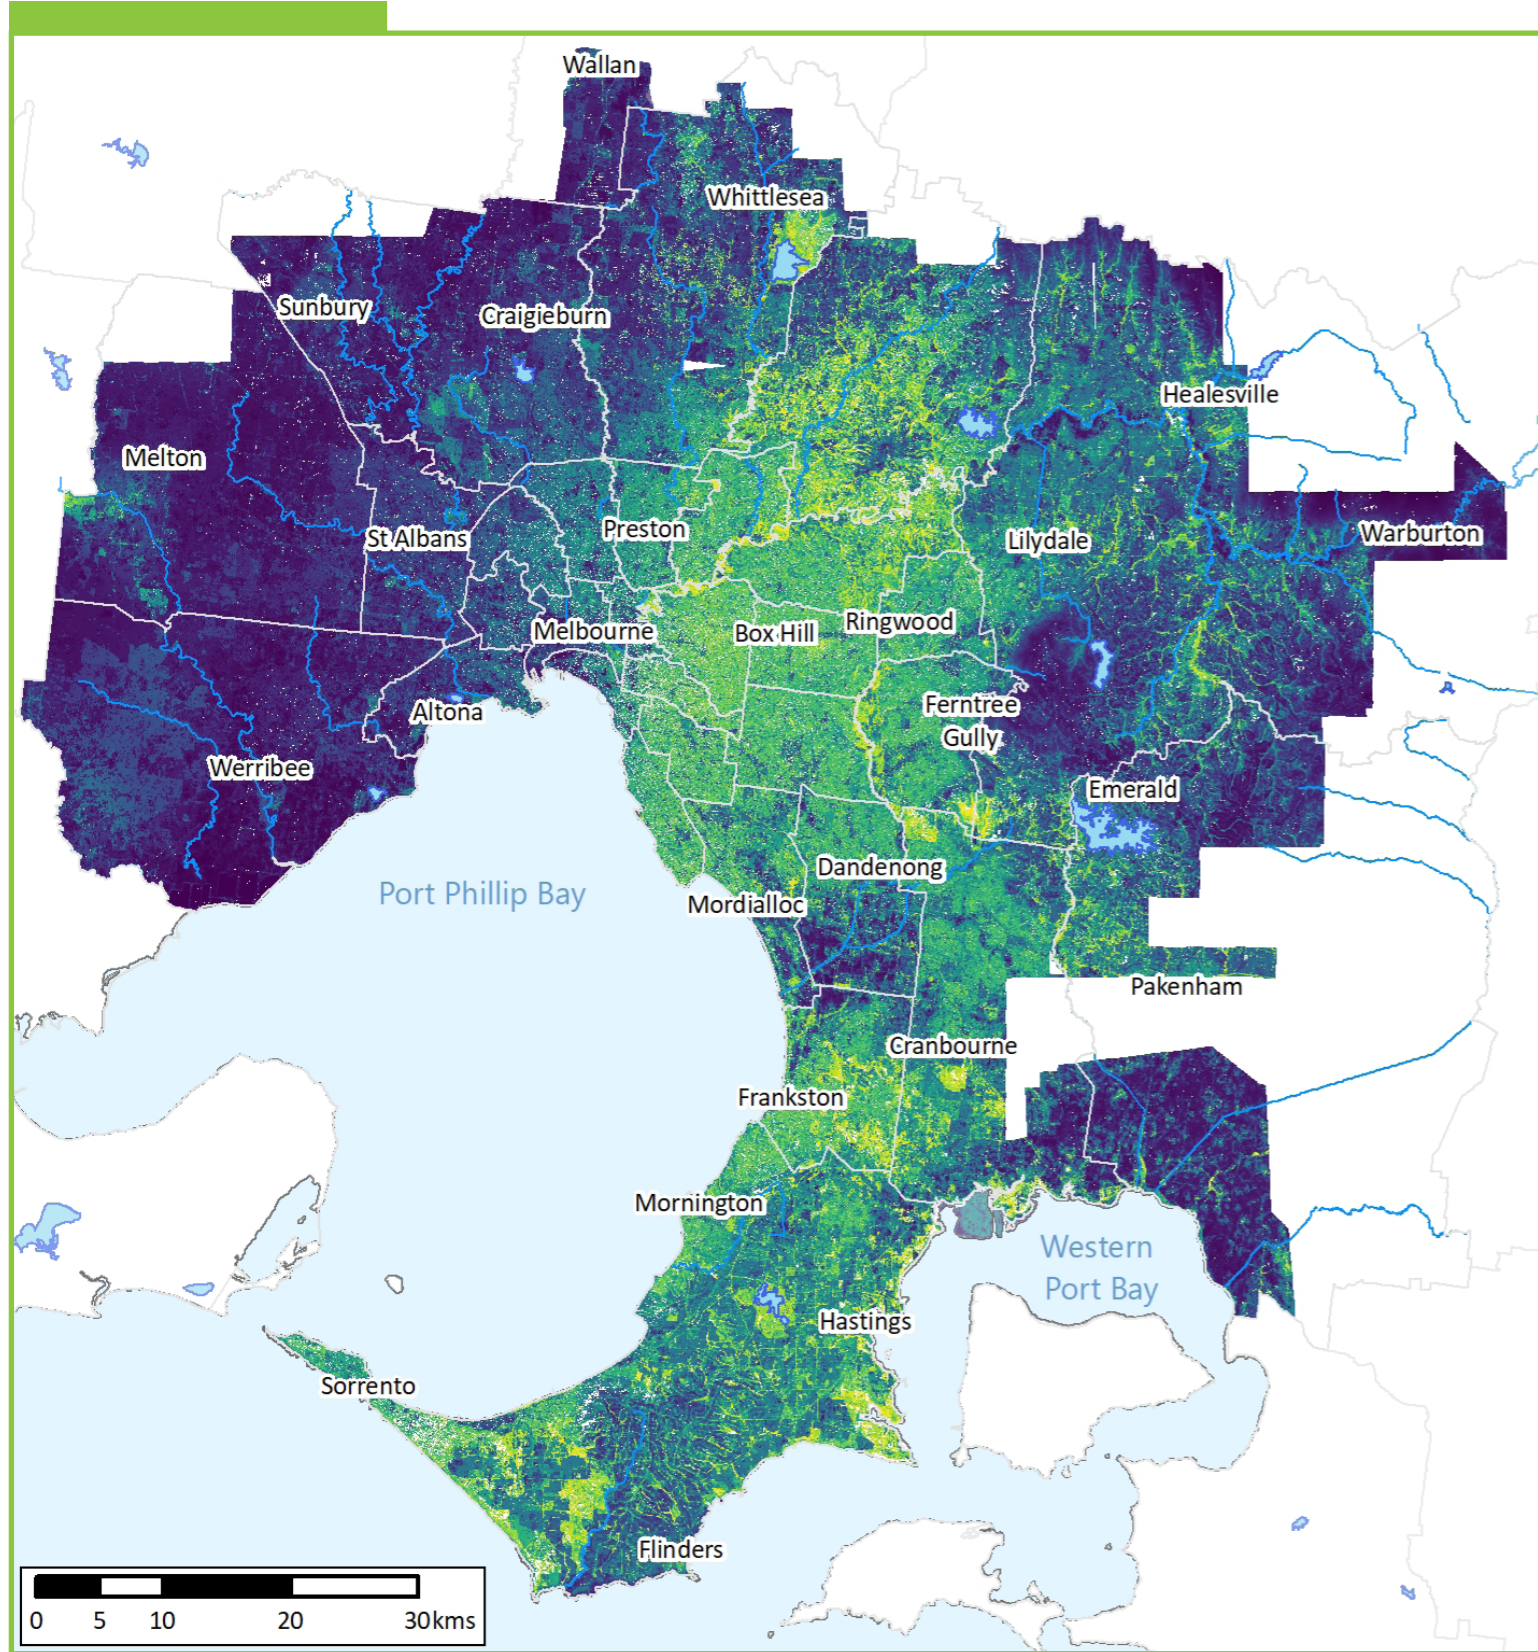 Wallan
Whittlesea
Sunbury
Craigieburn
Healesville
Melton
St Albans
Preston
Lilydale
Warburton
Melbourne
Box Hill
Ringwood
Altona
Ferntree
Gully
Werribee
Emerald
Port Phillip Bay
Dandenong
Mordialloc
Pakenham
Cranbourne
Frankston
Mornington
Western
Port Bay
Hastings
Sorrento
Flinders
0 5 10 20 30kms